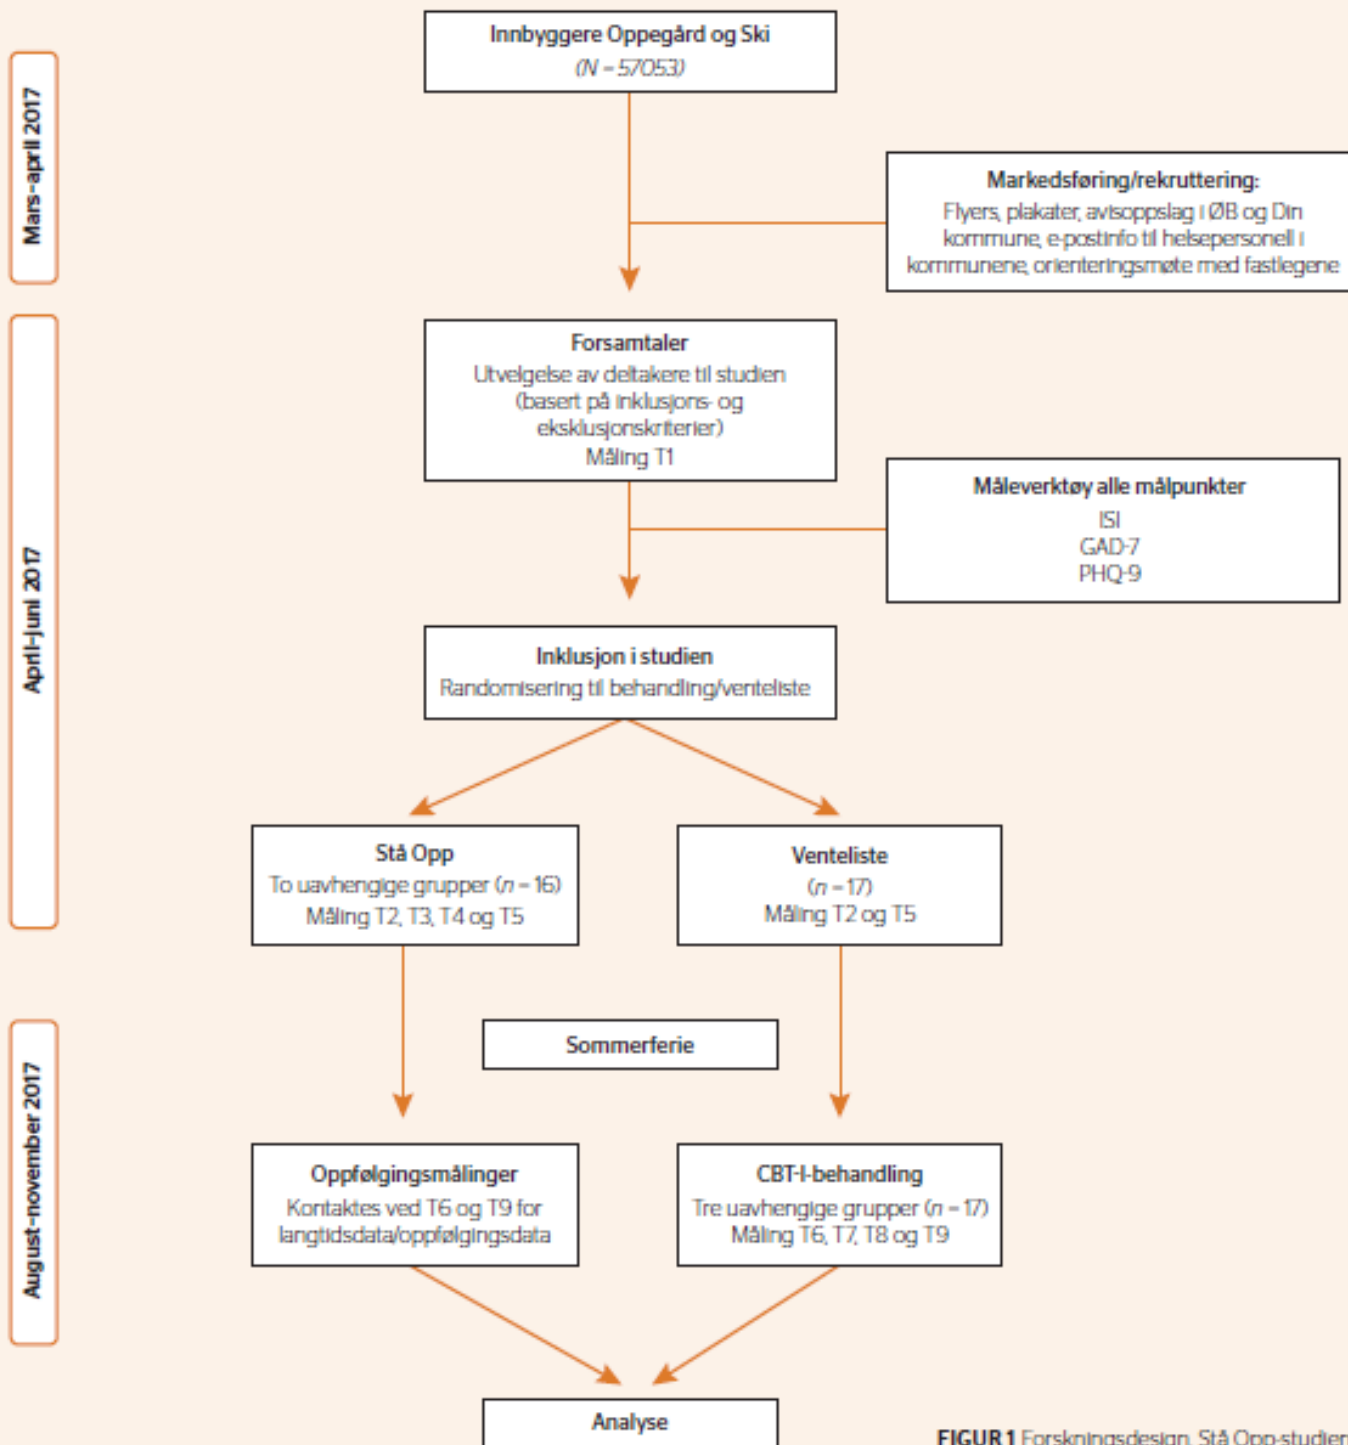 Mars–april 2017
Innbyggere Oppegård og Ski
(N = 57053)
Markedsføring/rekruttering:
Flyers, plakater, avisoppslag i ØB og Din
kommune, e-postinfo til helsepersonell i
kommunene, orienteringsmøte med fastlegene
April–juni 2017
Forsamtaler
Utvelgelse av deltakere til studien
(basert på inklusjons- og
eksklusjonskriterier)
Måling T1
Måleverktøy alle målpunkter
ISI
GAD-7
PHQ-9
Inklusjon i studien
Randomisering til behandling/venteliste
Stå Opp
To uavhengige grupper (n = 16)
Måling T2, T3, T4 og T5
Venteliste
(n = 17)
Måling T2 og T5
August–november 2017
Sommerferie
Oppfølgingsmålinger
Kontaktes ved T6 og T9 for
langtidsdata/oppfølgingsdata
CBT-I-behandling
Tre uavhengige grupper (n = 17)
Måling T6, T7, T8 og T9
Analyse
FIGUR 1 Forskningsdesign, Stå Opp-studien